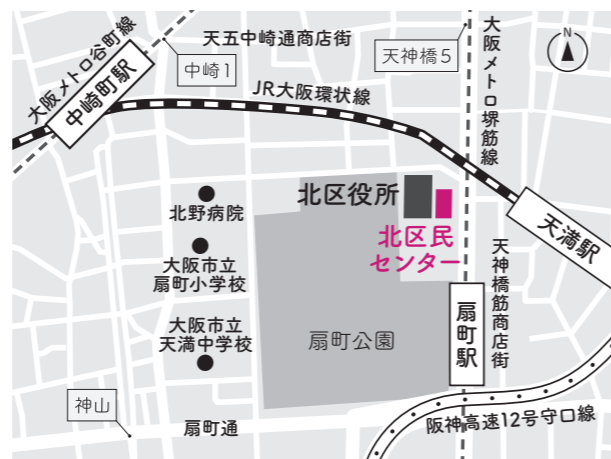 天五中崎通商店街
中崎1
天神橋5
N
大阪メトロ谷町線
中崎町駅
JR大阪環状線
大阪メトロ堺筋線
北野病院
北区役所
北区民
センター
天満駅
大阪市立
扇町小学校
天神橋筋商店街
大阪市立
天満中学校
扇町公園
扇町駅
神山
扇町通
阪神高速12号守口線